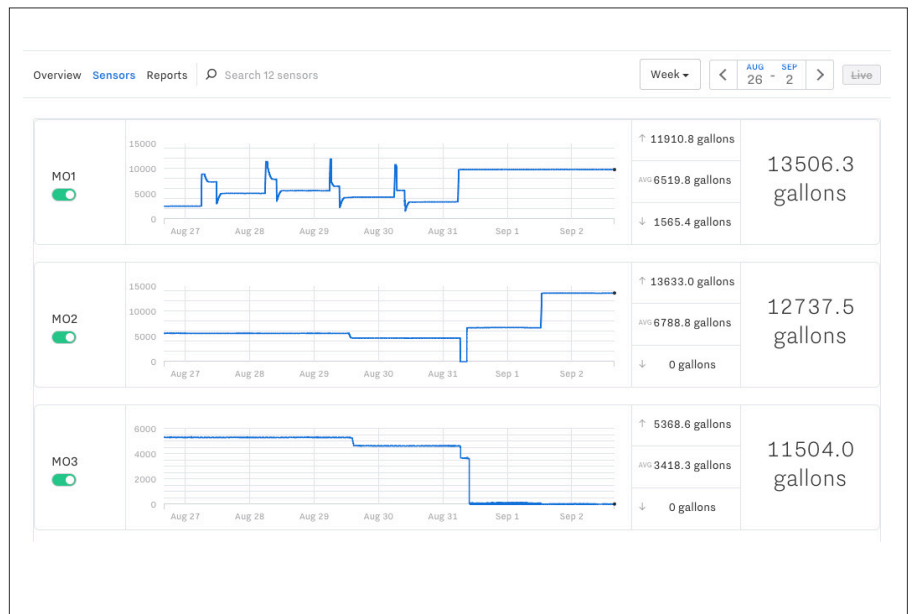 Overview Sensors Reports Search 12 sensors Week AUG 26 - SEP 2 Live
MO1
15000
10000
5000
0
Aug 27 Aug 28 Aug 29 Aug 30 Aug 31 Sep 1 Sep 2
↑ 11910.8 gallons
AVG 6519.8 gallons
↓ 1565.4 gallons
13506.3
gallons
MO2
15000
10000
5000
0
Aug 27 Aug 28 Aug 29 Aug 30 Aug 31 Sep 1 Sep 2
↑ 13633.0 gallons
AVG 6788.8 gallons
↓ 0 gallons
12737.5
gallons
MO3
6000
4000
2000
0
Aug 27 Aug 28 Aug 29 Aug 30 Aug 31 Sep 1 Sep 2
↑ 5368.6 gallons
AVG 3418.3 gallons
↓ 0 gallons
11504.0
gallons